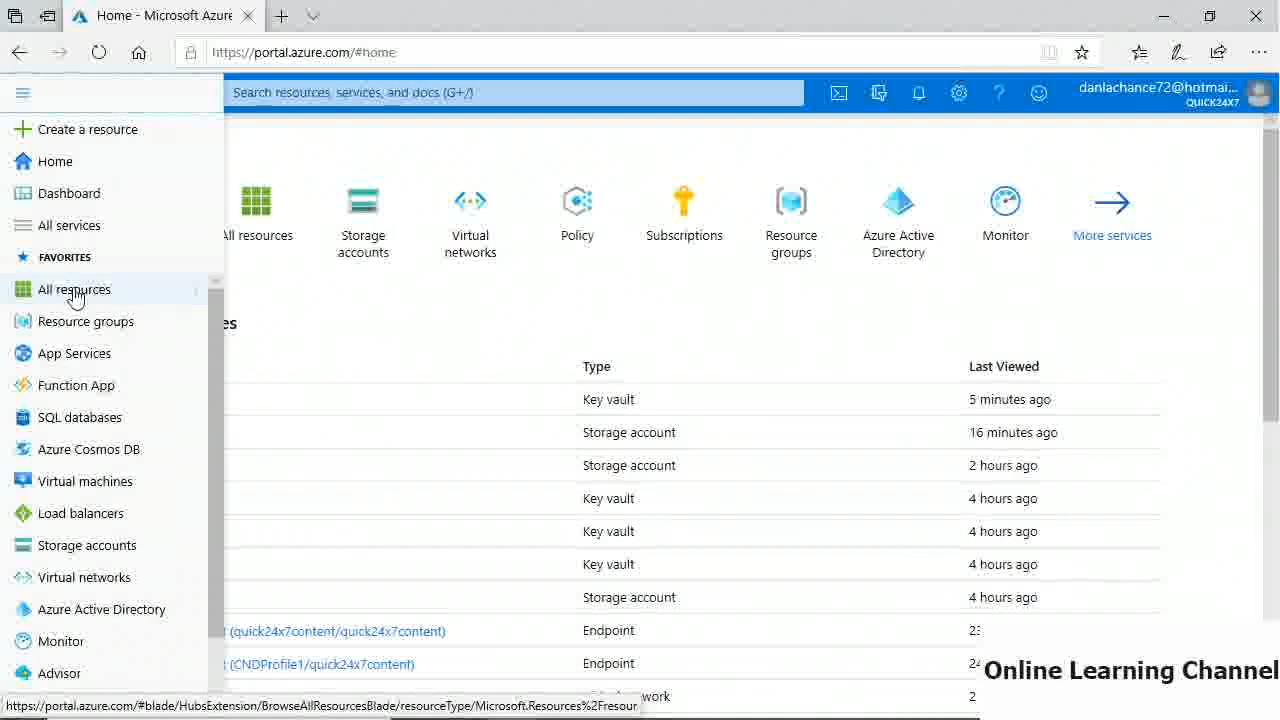 Home - Microsoft Azure
https://portal.azure.com/#home
Search resources, services, and docs (G+/)
danlachance72@hotmai...
QUICK24X7
Create a resource
Home
Dashboard
All services
FAVORITES
All resources
Resource groups
App Services
Function App
SQL databases
Azure Cosmos DB
Virtual machines
Load balancers
Storage accounts
Virtual networks
Azure Active Directory
Monitor
Advisor
All resources
Storage accounts
Virtual networks
Policy
Subscriptions
Resource groups
Azure Active Directory
Monitor
More services
es
Type
Last Viewed
Key vault
5 minutes ago
Storage account
16 minutes ago
Storage account
2 hours ago
Key vault
4 hours ago
Key vault
4 hours ago
Key vault
4 hours ago
Storage account
4 hours ago
(quick24x7content/quick24x7content)
Endpoint
(CNDProfile1/quick24x7content)
Endpoint
https://portal.azure.com/#blade/HubsExtension/BrowseAllResourcesBlade/resourceType/Microsoft.Resources%2Fresour
Online Learning Channel